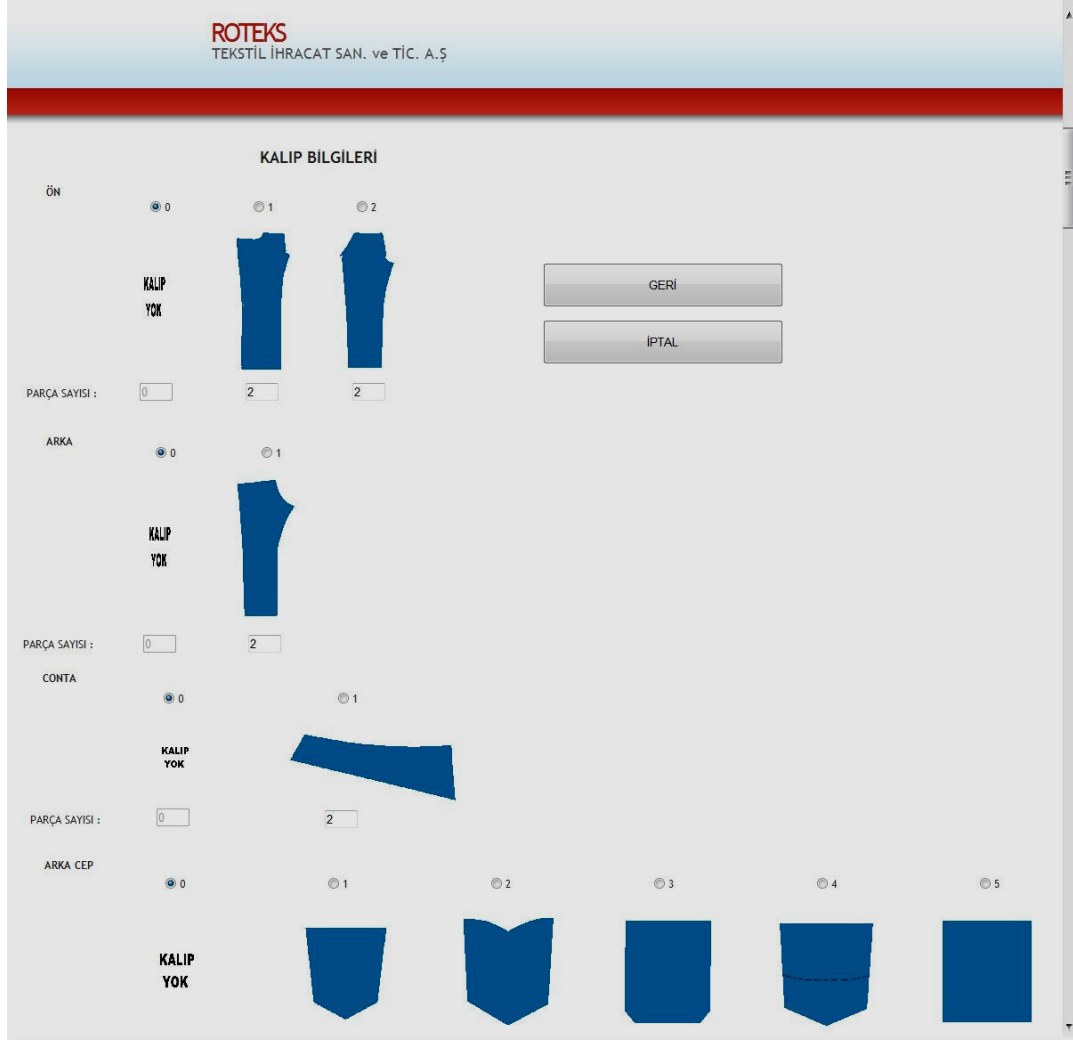 ROTEKS
TEKSTİL İHRACAT SAN. ve TİC. A.Ş
KALIP BİLGİLERİ
ÖN
0 1 2
KALIP
YOK
GERİ
İPTAL
PARÇA SAYISI : 0 2 2
ARKA
0 1
KALIP
YOK
PARÇA SAYISI : 0 2
CONTA
0 1
KALIP
YOK
PARÇA SAYISI : 0 2
ARKA CEP
0 1 2 3 4 5
KALIP
YOK